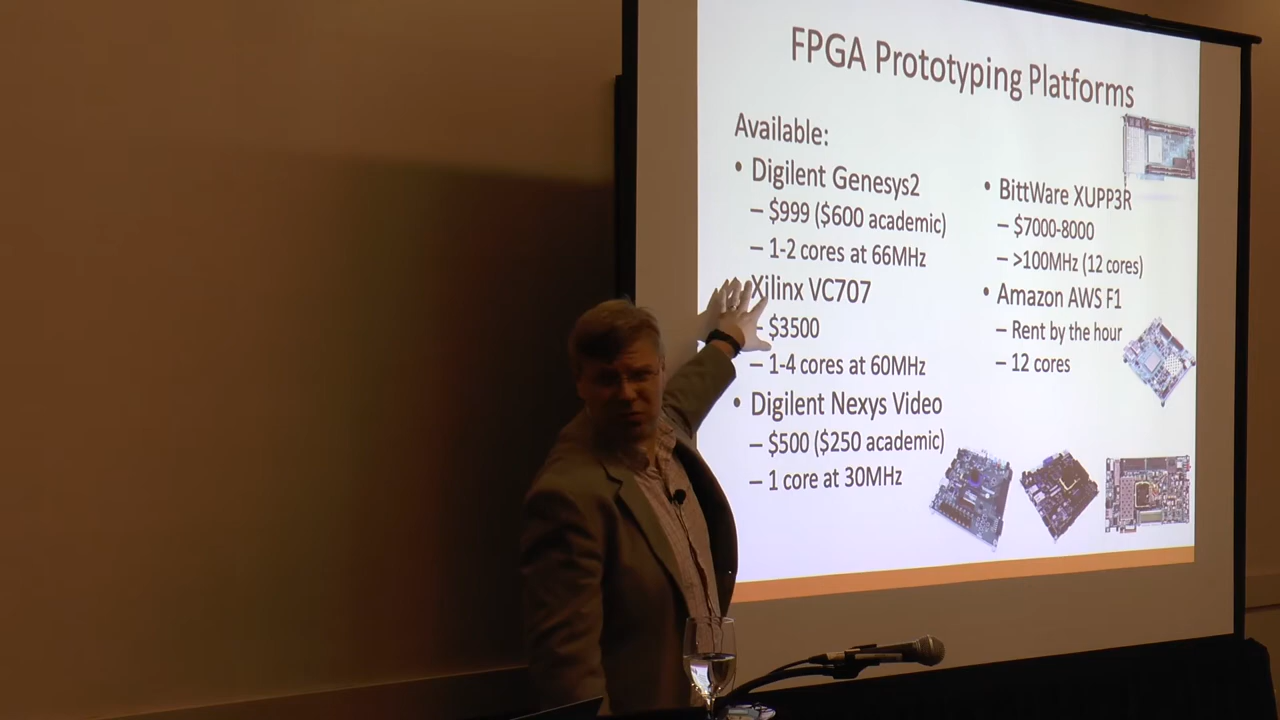 FPGA Prototyping Platforms
Available:
• Digilent Genesys2
– $999 ($600 academic)
– 1-2 cores at 66MHz
Xilinx VC707
– $3500
– 1-4 cores at 60MHz
• Digilent Nexys Video
– $500 ($250 academic)
– 1 core at 30MHz
• BittWare XUPP3R
– $7000-8000
– >100MHz (12 cores)
• Amazon AWS F1
– Rent by the hour
– 12 cores